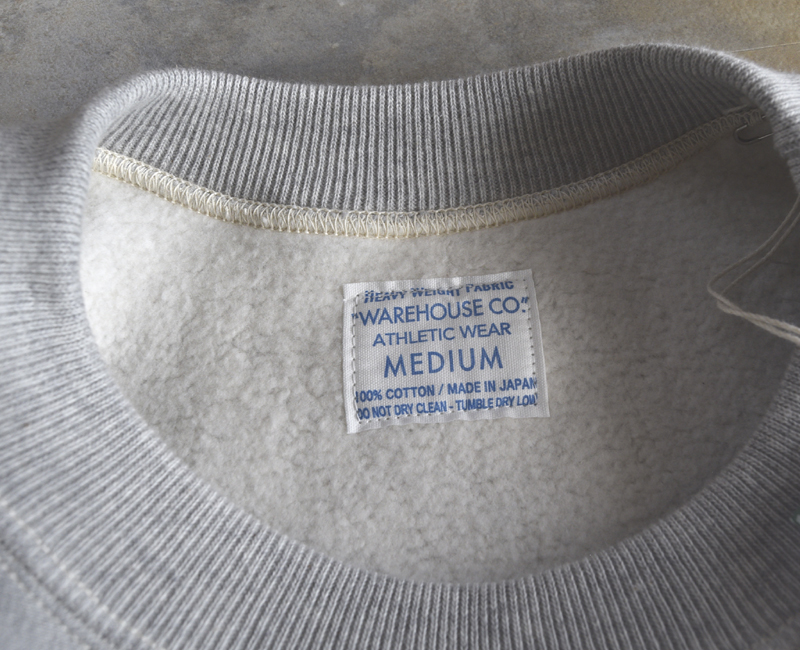 HEAVY WEIGHT FABRIC
"WAREHOUSE CO."
ATHLETIC WEAR
MEDIUM
100% COTTON / MADE IN JAPAN
DO NOT DRY CLEAN - TUMBLE DRY LOW